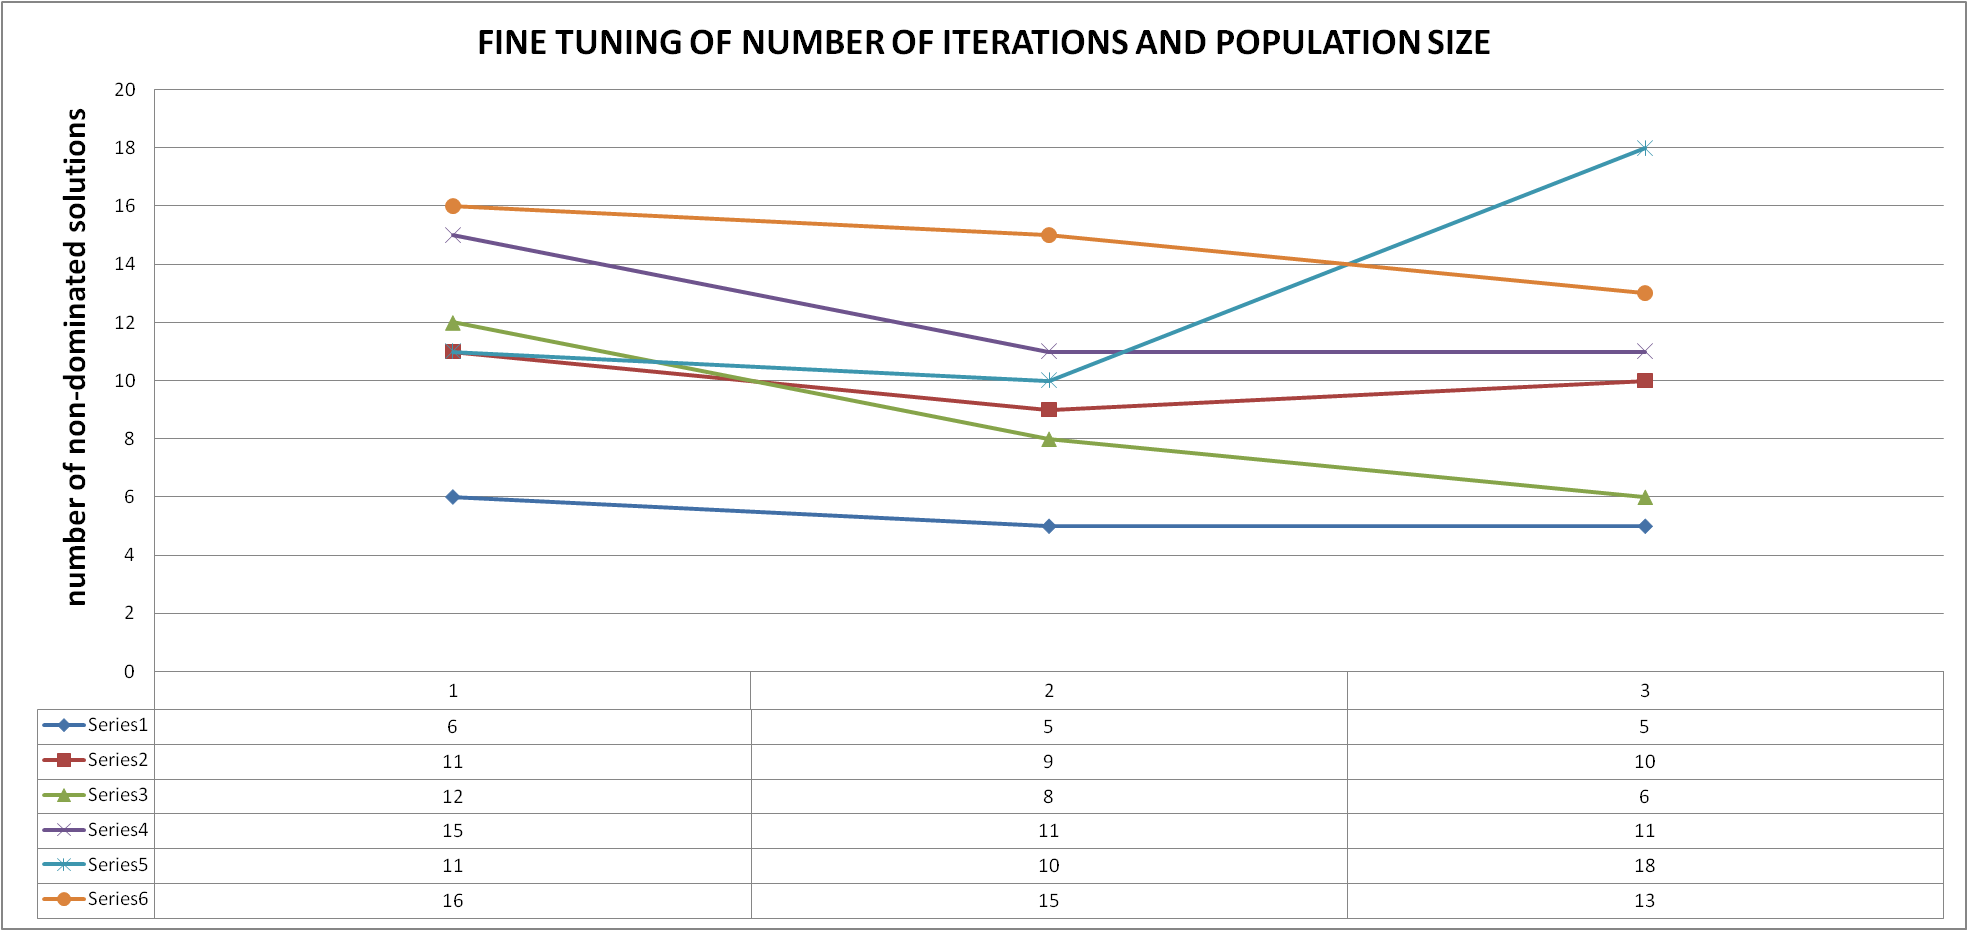 FINE TUNING OF NUMBER OF ITERATIONS AND POPULATION SIZE
number of non-dominated solutions
20
18
16
14
12
10
8
6
4
2
0
1 2 3
Series1 6 5 5
Series2 11 9 10
Series3 12 8 6
Series4 15 11 11
Series5 11 10 18
Series6 16 15 13